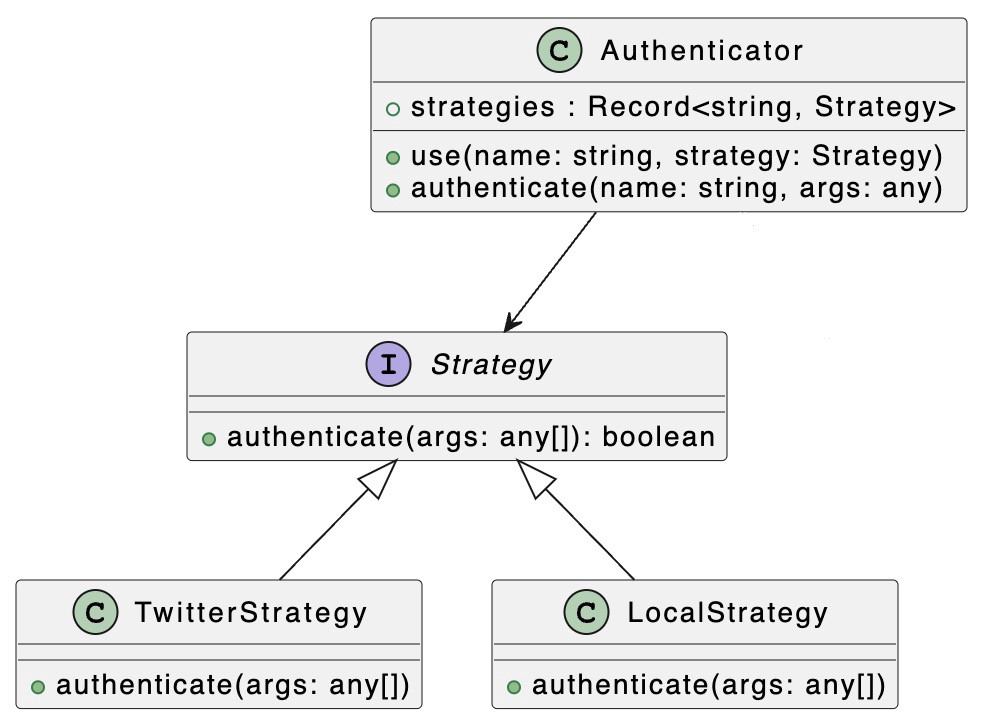 C Authenticator
strategies : Record<string, Strategy>
use(name: string, strategy: Strategy)
authenticate(name: string, args: any)
I Strategy
authenticate(args: any[]): boolean
C TwitterStrategy
authenticate(args: any[])
C LocalStrategy
authenticate(args: any[])